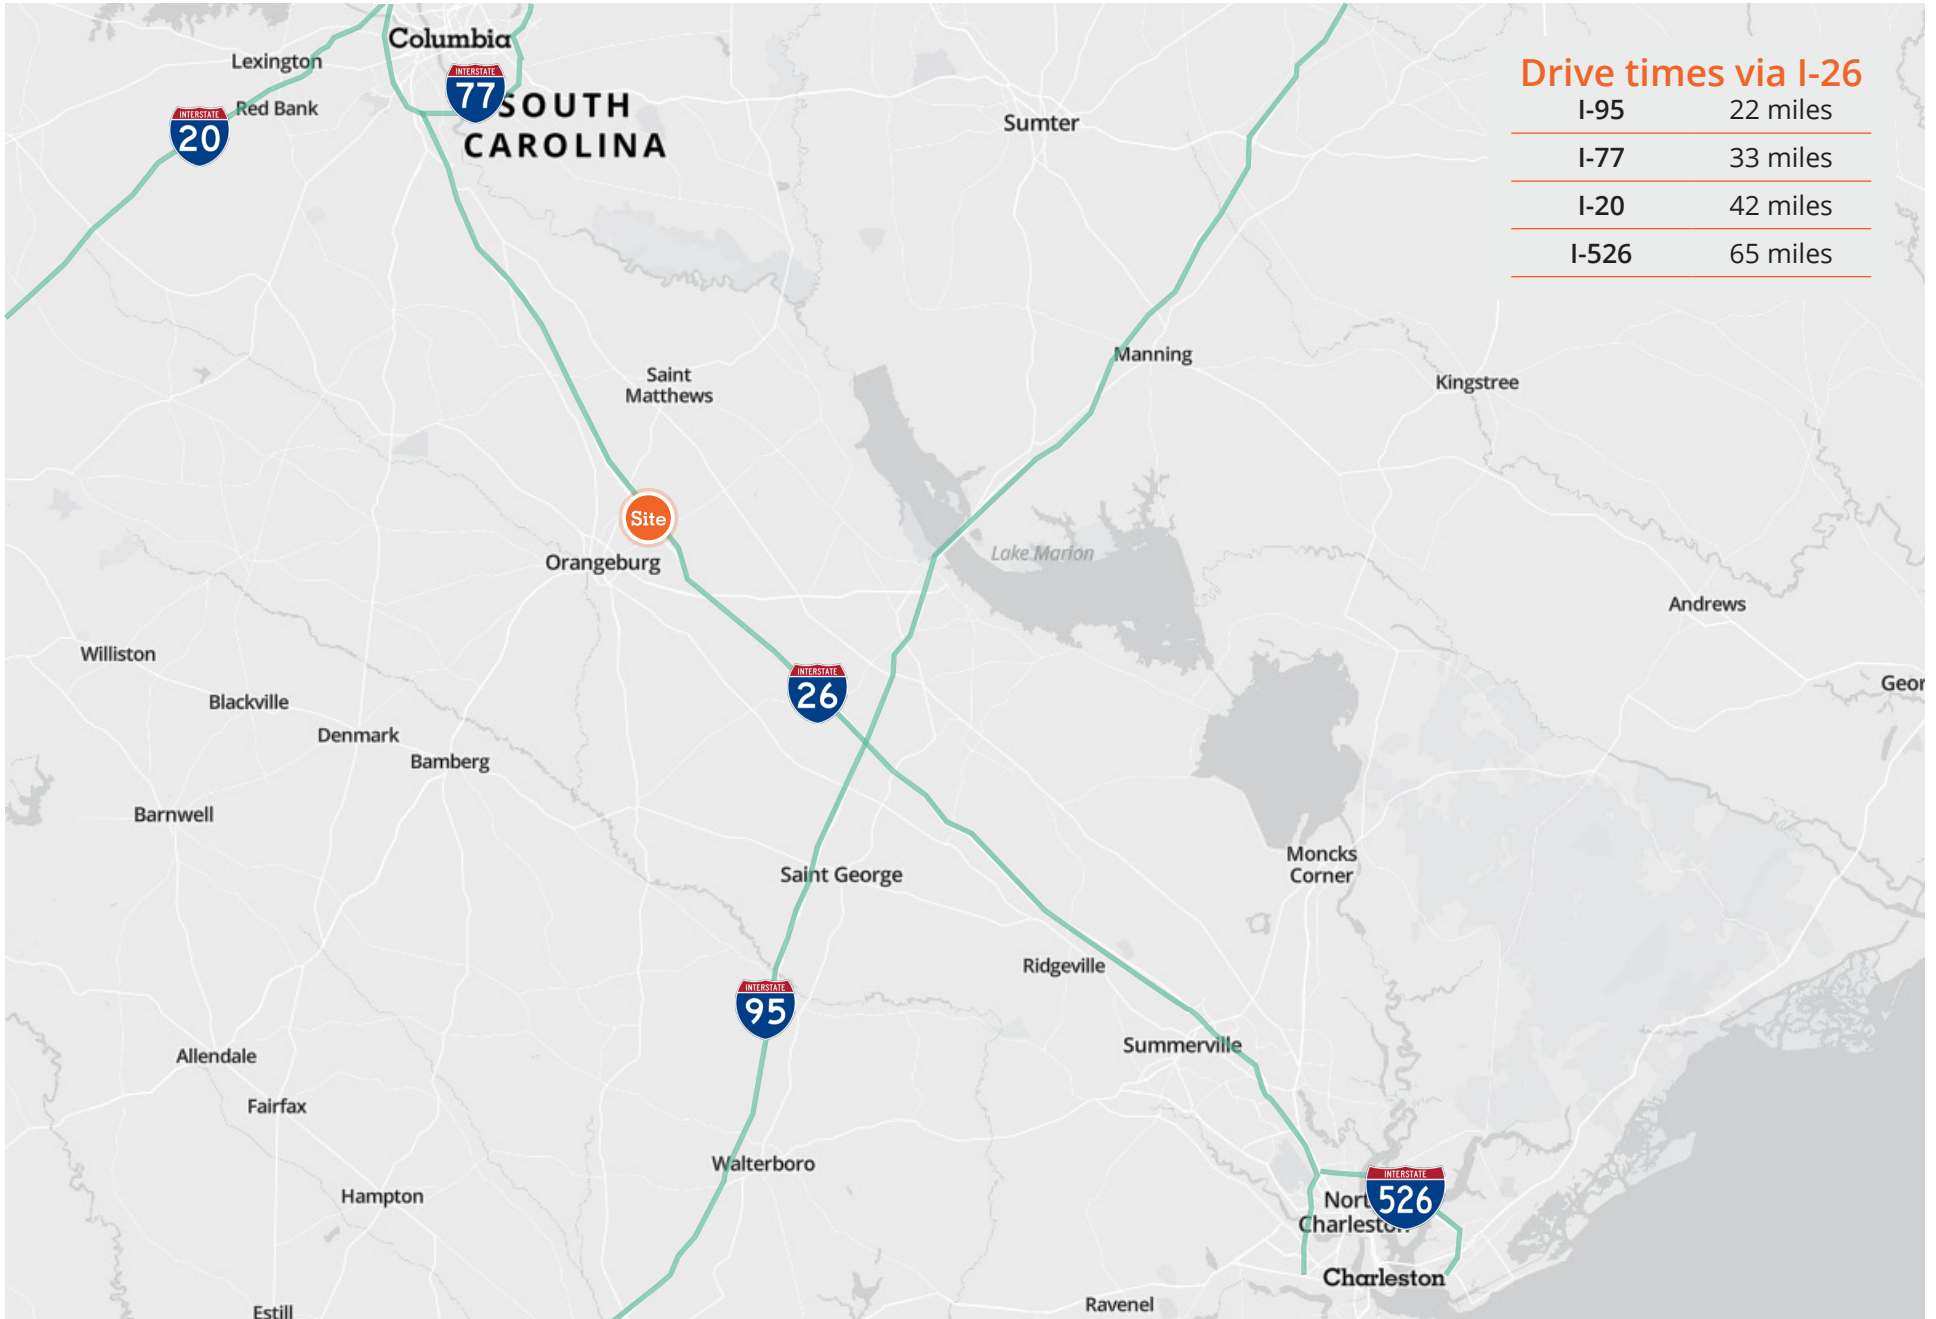 Columbia
Lexington
INTERSTATE
77
Drive times via I-26
I-95 22 miles
I-77 33 miles
I-20 42 miles
I-526 65 miles
INTERSTATE
20
Red Bank
SOUTH
CAROLINA
Sumter
Manning
Saint
Matthews
Kingstree
Site
Orangeburg
Lake Marion
Andrews
Williston
INTERSTATE
26
Geor
Blackville
Denmark
Bamberg
Barnwell
Moncks
Corner
Saint George
Ridgeville
INTERSTATE
95
Summerville
Allendale
Fairfax
Walterboro
INTERSTATE
526
Hampton
Nort
Charleston
Charleston
Ravenel
Estill